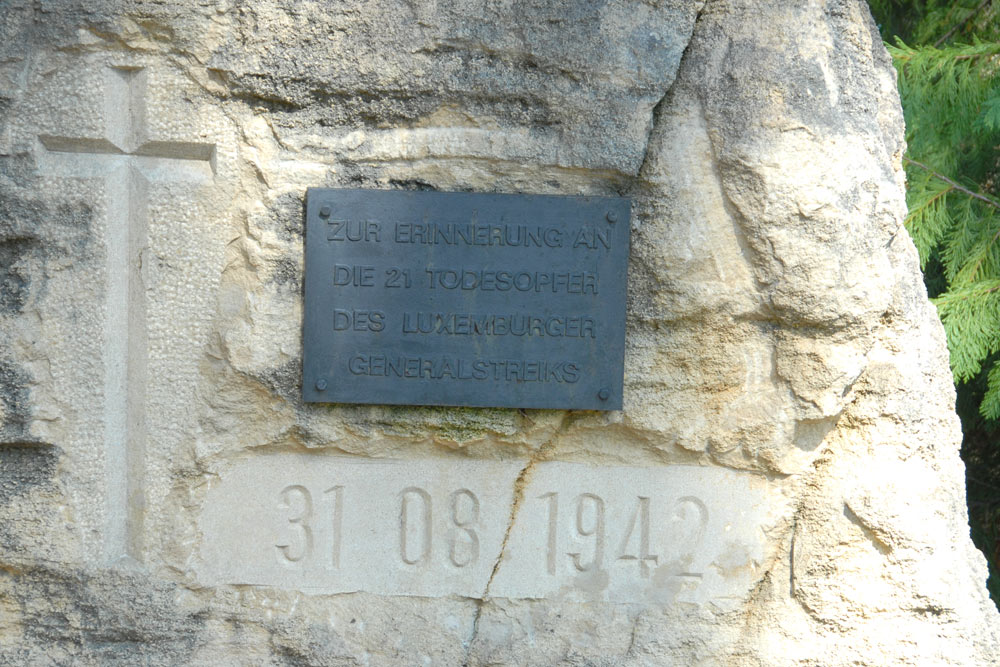 ZUR ERINNERUNG AN
DIE 21 TODESOPFER
DES LUXEMBURGER
GENERALSTREIKS
31 08 1942